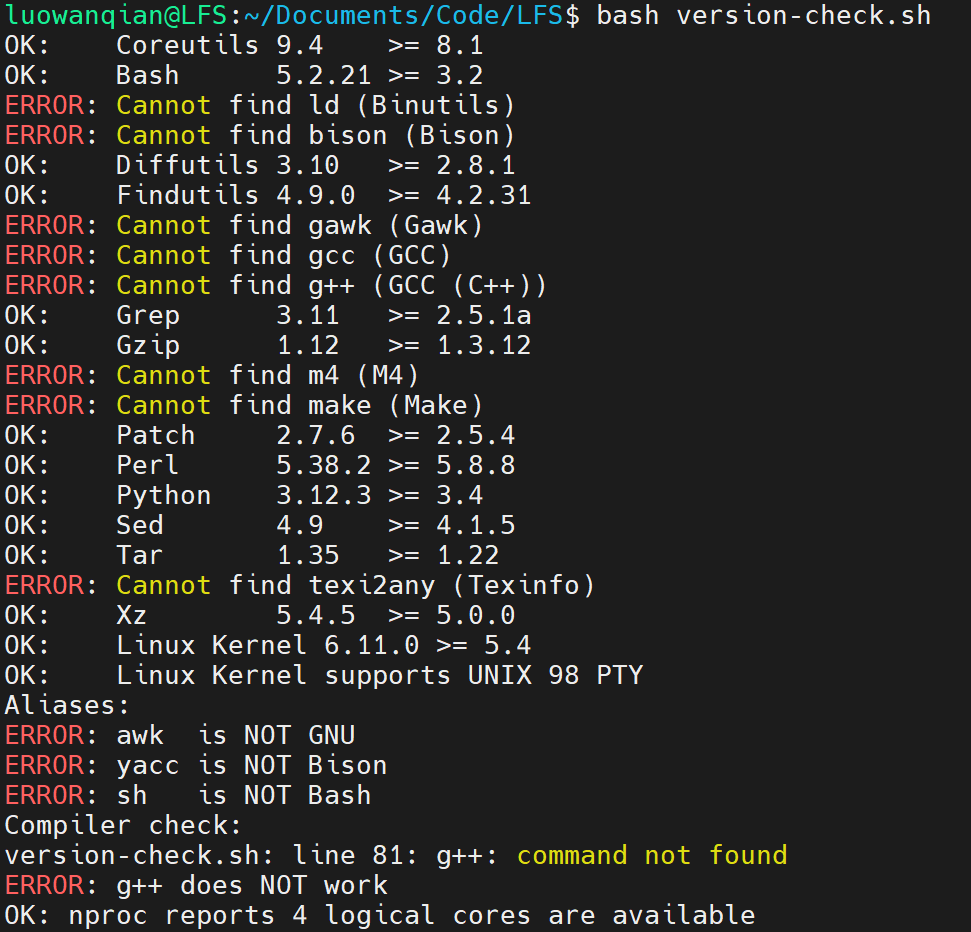 luowanqian@LFS:~/Documents/Code/LFS$ bash version-check.sh
OK:    Coreutils 9.4    >= 8.1
OK:    Bash      5.2.21 >= 3.2
ERROR: Cannot find ld (Binutils)
ERROR: Cannot find bison (Bison)
OK:    Diffutils 3.10   >= 2.8.1
OK:    Findutils 4.9.0  >= 4.2.31
ERROR: Cannot find gawk (Gawk)
ERROR: Cannot find gcc (GCC)
ERROR: Cannot find g++ (GCC (C++))
OK:    Grep      3.11   >= 2.5.1a
OK:    Gzip      1.12   >= 1.3.12
ERROR: Cannot find m4 (M4)
ERROR: Cannot find make (Make)
OK:    Patch     2.7.6  >= 2.5.4
OK:    Perl      5.38.2 >= 5.8.8
OK:    Python    3.12.3 >= 3.4
OK:    Sed       4.9    >= 4.1.5
OK:    Tar       1.35   >= 1.22
ERROR: Cannot find texi2any (Texinfo)
OK:    Xz        5.4.5  >= 5.0.0
OK:    Linux Kernel 6.11.0 >= 5.4
OK:    Linux Kernel supports UNIX 98 PTY
Aliases:
ERROR: awk  is NOT GNU
ERROR: yacc is NOT Bison
ERROR: sh   is NOT Bash
Compiler check:
version-check.sh: line 81: g++: command not found
ERROR: g++ does NOT work
OK: nproc reports 4 logical cores are available